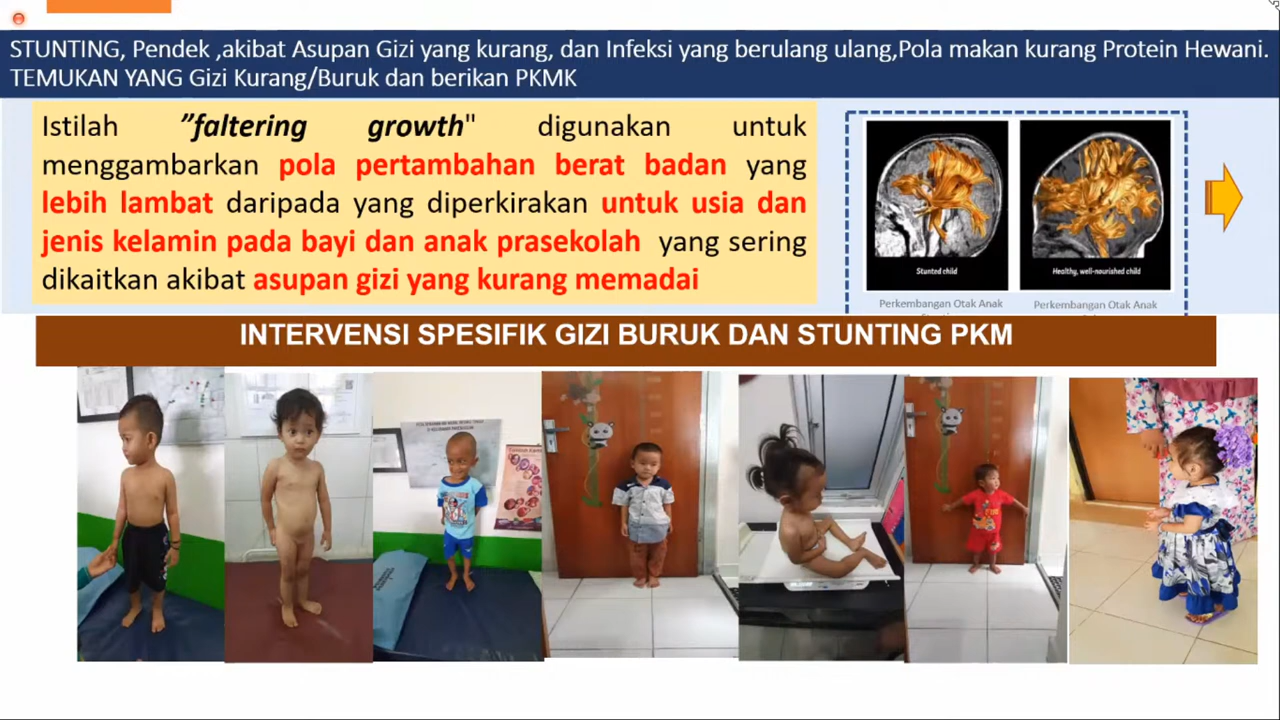 STUNTING, Pendek ,akibat Asupan Gizi yang kurang, dan Infeksi yang berulang ulang,Pola makan kurang Protein Hewani.
TEMUKAN YANG Gizi Kurang/Buruk dan berikan PKMK
Istilah ”faltering growth" digunakan untuk
menggambarkan pola pertambahan berat badan yang
lebih lambat daripada yang diperkirakan untuk usia dan
jenis kelamin pada bayi dan anak prasekolah yang sering
dikaitkan akibat asupan gizi yang kurang memadai
Stunted child
Healthy, well-nourished child
Perkembangan Otak Anak
Perkembangan Otak Anak
INTERVENSI SPESIFIK GIZI BURUK DAN STUNTING PKM